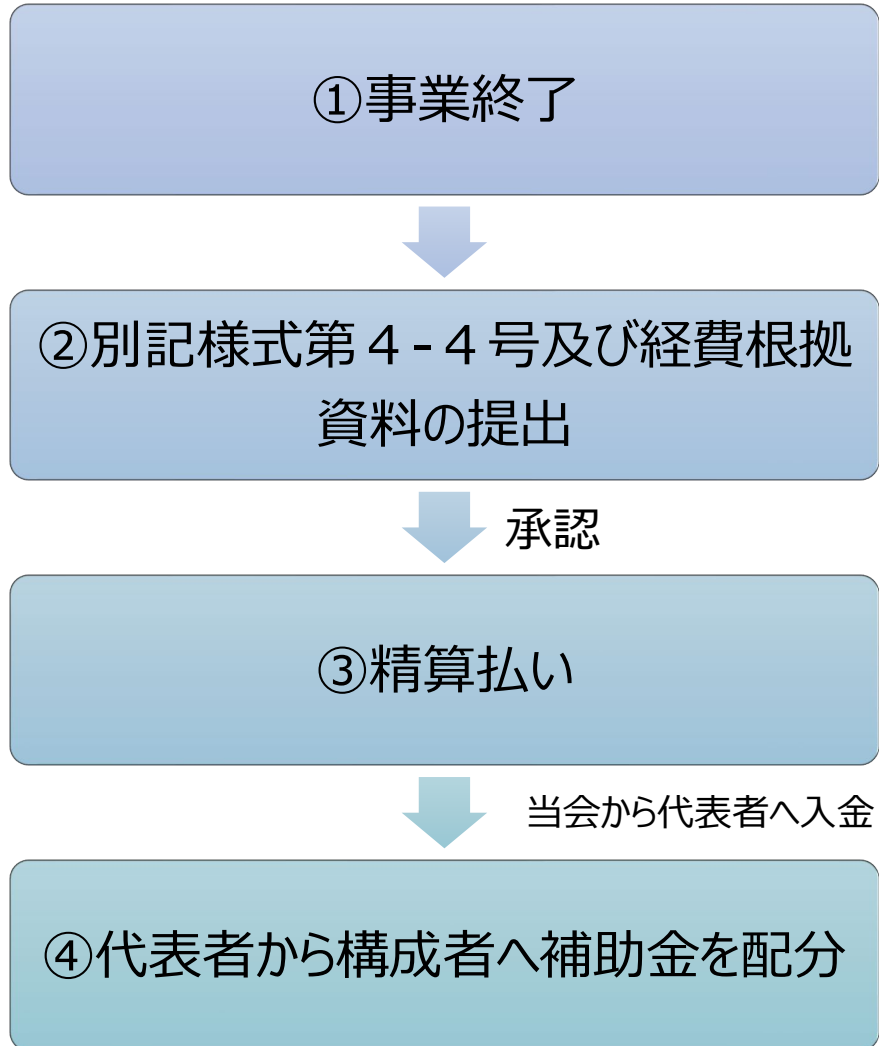 ①事業終了
②別記様式第４-４号及び経費根拠
資料の提出
承認
③精算払い
当会から代表者へ入金
④代表者から構成者へ補助金を配分